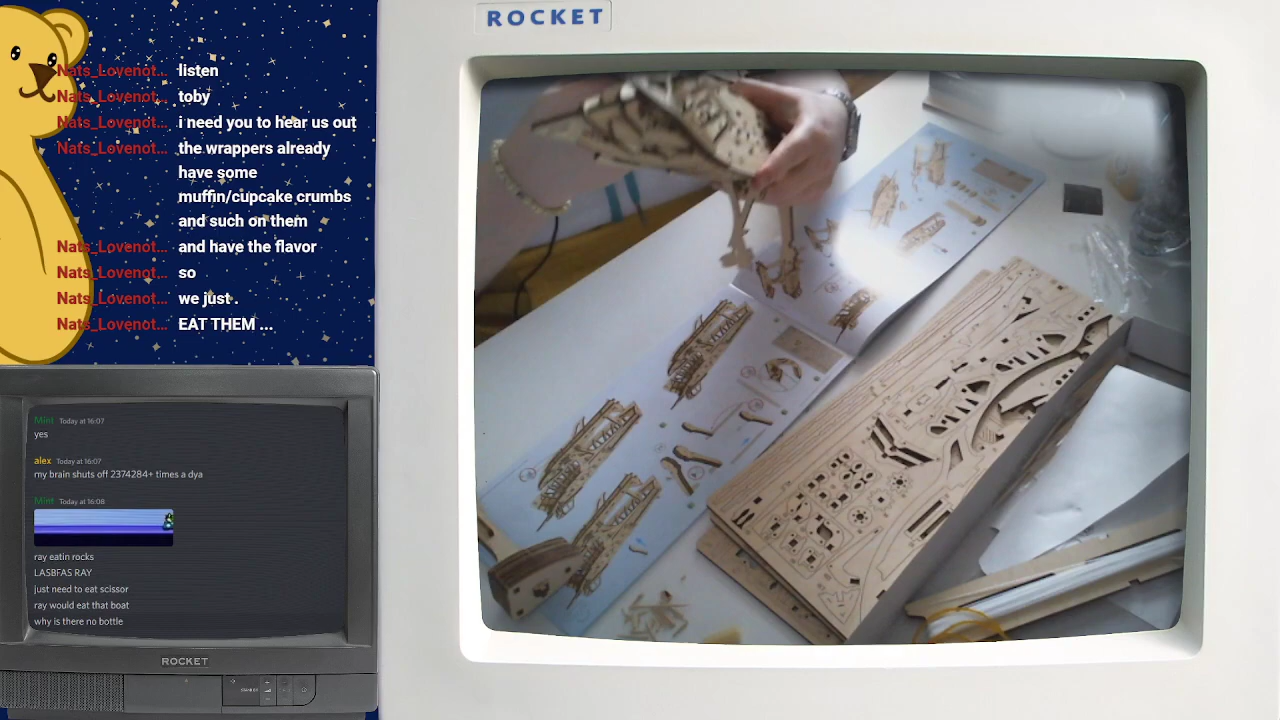 ROCKET
Nats_Lovenot... listen
Nats_Lovenot... toby
Nats_Lovenot... i need you to hear us out
Nats_Lovenot... the wrappers already
have some
muffin/cupcake crumbs
and such on them
Nats_Lovenot... and have the flavor
Nats_Lovenot... so
Nats_Lovenot... we just .
Nats_Lovenot... EAT THEM ...
Mint Today at 16:07
yes
alex Today at 16:07
my brain shuts off 2374284+ times a dya
Mint Today at 16:08
ray eatin rocks
LASBFAS RAY
just need to eat scissor
ray would eat that boat
why is there no bottle
ROCKET